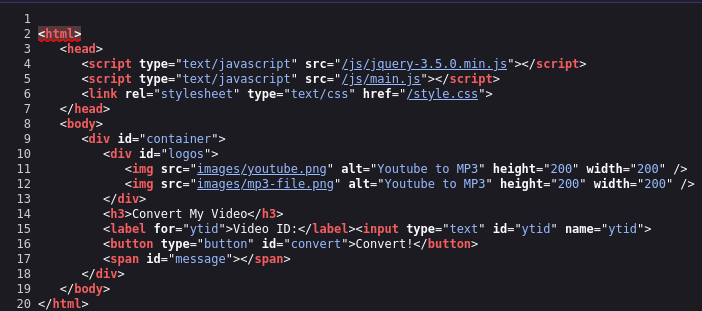 1
2 <html>
3    <head>
4       <script type="text/javascript" src="/js/jquery-3.5.0.min.js"></script>
5       <script type="text/javascript" src="/js/main.js"></script>
6       <link rel="stylesheet" type="text/css" href="/style.css">
7    </head>
8    <body>
9       <div id="container">
10          <div id="logos">
11             <img src="images/youtube.png" alt="Youtube to MP3" height="200" width="200" />
12             <img src="images/mp3-file.png" alt="Youtube to MP3" height="200" width="200" />
13          </div>
14          <h3>Convert My Video</h3>
15          <label for="ytid">Video ID:</label><input type="text" id="ytid" name="ytid">
16          <button type="button" id="convert">Convert!</button>
17          <span id="message"></span>
18       </div>
19    </body>
20 </html>